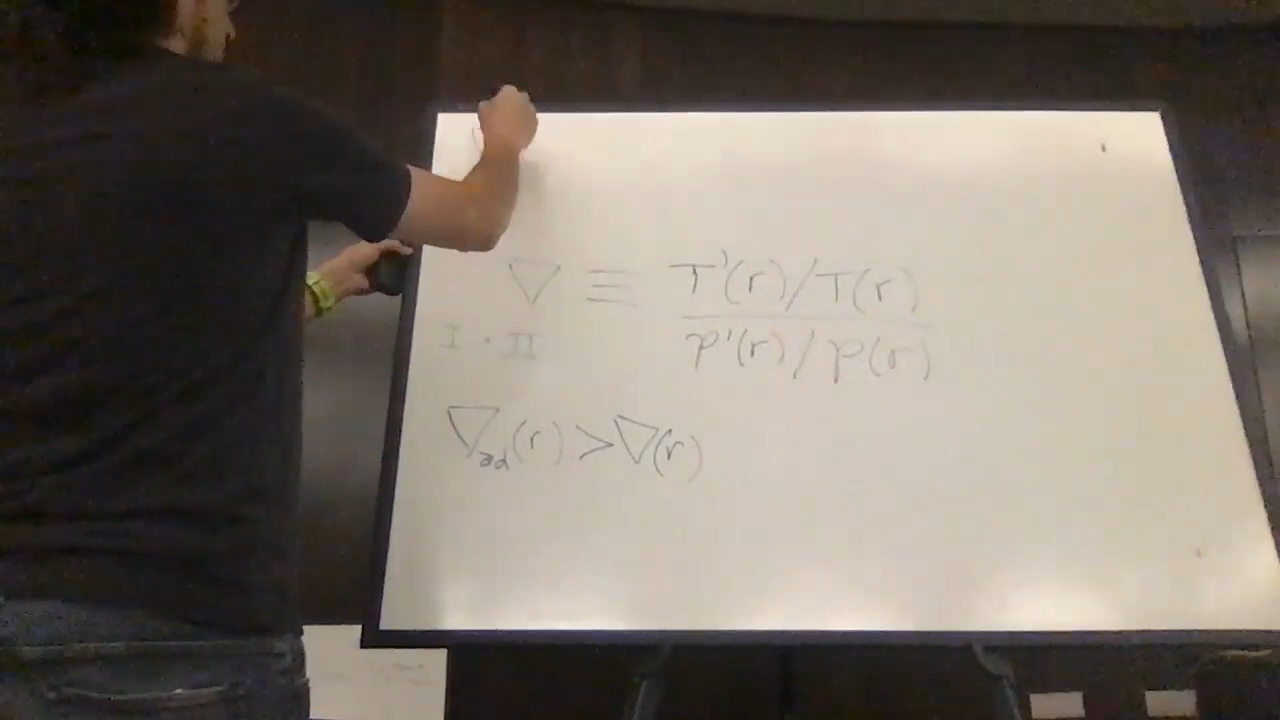 ∇ ≡ T'(r)/T(r)
P'(r)/P(r)
I · II
∇ad(r) > ∇(r)